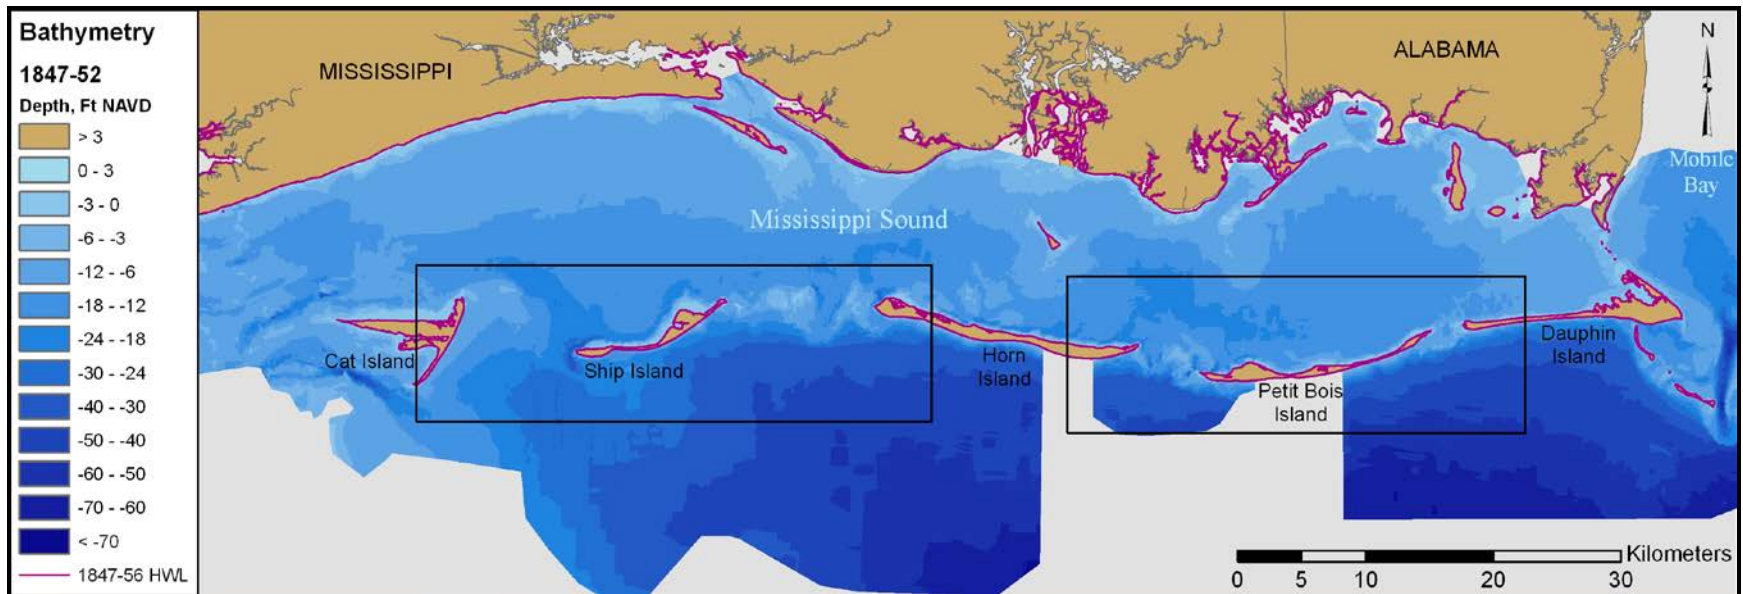 Bathymetry
1847-52
Depth, Ft NAVD
> 3
0 - 3
-3 - 0
-6 - -3
-12 - -6
-18 - -12
-24 - -18
-30 - -24
-40 - -30
-50 - -40
-60 - -50
-70 - -60
< -70
1847-56 HWL
MISSISSIPPI
ALABAMA
N
Mobile
Bay
Mississippi Sound
Cat Island
Ship Island
Horn
Island
Petit Bois
Island
Dauphin
Island
Kilometers
0 5 10 20 30